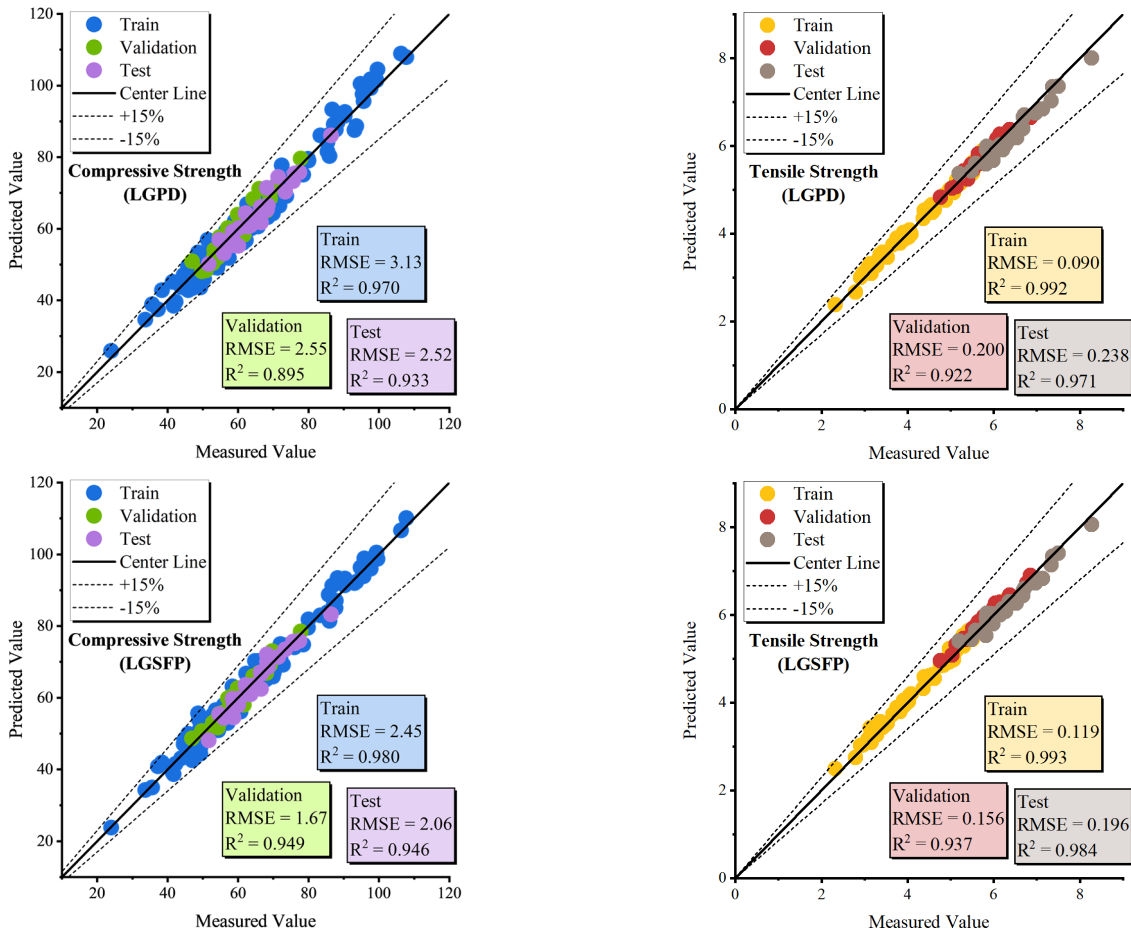 120
100
80
60
40
20
20
40
60
80
100
120
Predicted Value
Measured Value
Train
Validation
Test
Center Line
+15%
-15%
Compressive Strength
(LGPD)
Train
RMSE = 3.13
R² = 0.970
Validation
RMSE = 2.55
R² = 0.895
Test
RMSE = 2.52
R² = 0.933
8
6
4
2
0
0
2
4
6
8
Predicted Value
Measured Value
Train
Validation
Test
Center Line
+15%
-15%
Tensile Strength
(LGPD)
Train
RMSE = 0.090
R² = 0.992
Validation
RMSE = 0.200
R² = 0.922
Test
RMSE = 0.238
R² = 0.971
120
100
80
60
40
20
20
40
60
80
100
120
Predicted Value
Measured Value
Train
Validation
Test
Center Line
+15%
-15%
Compressive Strength
(LGSFP)
Train
RMSE = 2.45
R² = 0.980
Validation
RMSE = 1.67
R² = 0.949
Test
RMSE = 2.06
R² = 0.946
8
6
4
2
0
0
2
4
6
8
Predicted Value
Measured Value
Train
Validation
Test
Center Line
+15%
-15%
Tensile Strength
(LGSFP)
Train
RMSE = 0.119
R² = 0.993
Validation
RMSE = 0.156
R² = 0.937
Test
RMSE = 0.196
R² = 0.984